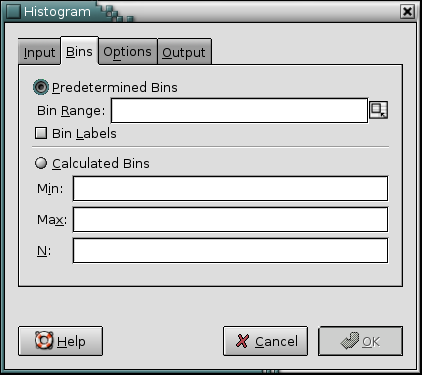 Histogram
Input Bins Options Output
Predetermined Bins
Bin Range:
Bin Labels
Calculated Bins
Min:
Max:
N:
Help Cancel OK